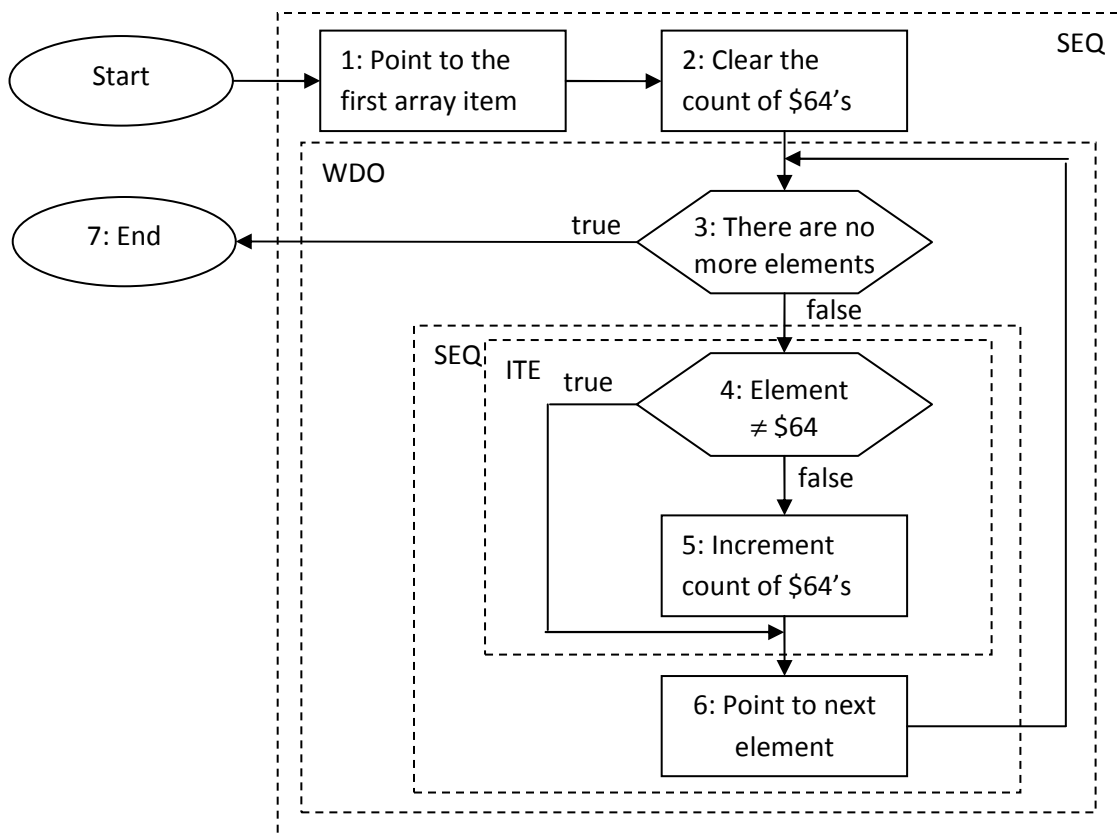 SEQ
Start
1: Point to the
first array item
2: Clear the
count of $64’s
WDO
7: End
true
3: There are no
more elements
false
SEQ
ITE
true
4: Element
≠ $64
false
5: Increment
count of $64’s
6: Point to next
element